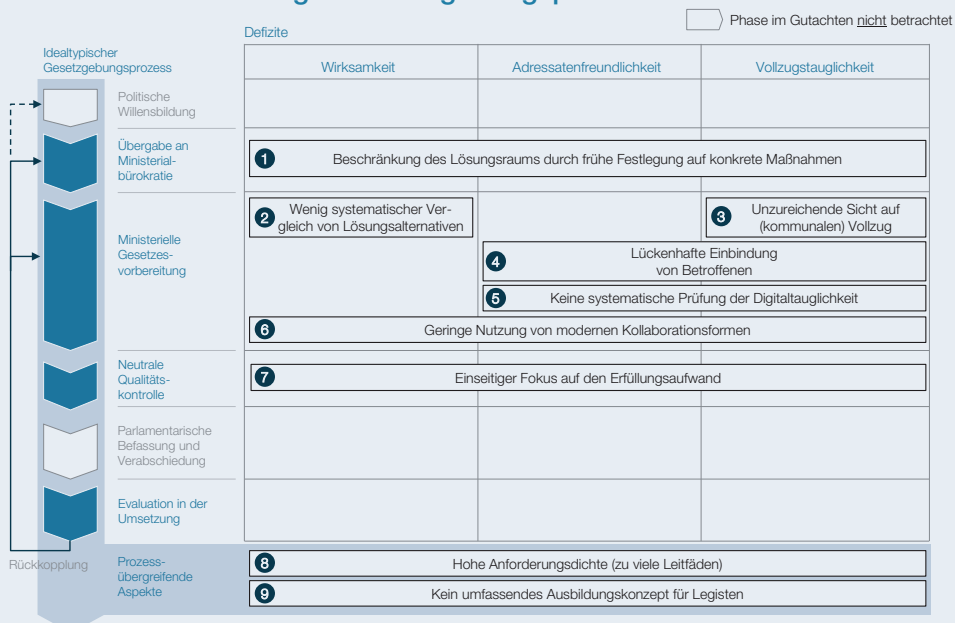 Phase im Gutachten nicht betrachtet
Defizite
Idealtypischer
Gesetzgebungsprozess
Wirksamkeit
Adressatenfreundlichkeit
Vollzugstauglichkeit
Politische
Willensbildung
Übergabe an
Ministerial-
bürokratie
1 Beschränkung des Lösungsraums durch frühe Festlegung auf konkrete Maßnahmen
Ministerielle
Gesetzes-
vorbereitung
2 Wenig systematischer Ver-
gleich von Lösungsalternativen
3 Unzureichende Sicht auf
(kommunalen) Vollzug
4 Lückenhafte Einbindung
von Betroffenen
5 Keine systematische Prüfung der Digitaltauglichkeit
6 Geringe Nutzung von modernen Kollaborationsformen
Neutrale
Qualitäts-
kontrolle
7 Einseitiger Fokus auf den Erfüllungsaufwand
Parlamentarische
Befassung und
Verabschiedung
Evaluation in der
Umsetzung
Rückkopplung
Prozess-
übergreifende
Aspekte
8 Hohe Anforderungsdichte (zu viele Leitfäden)
9 Kein umfassendes Ausbildungskonzept für Legisten